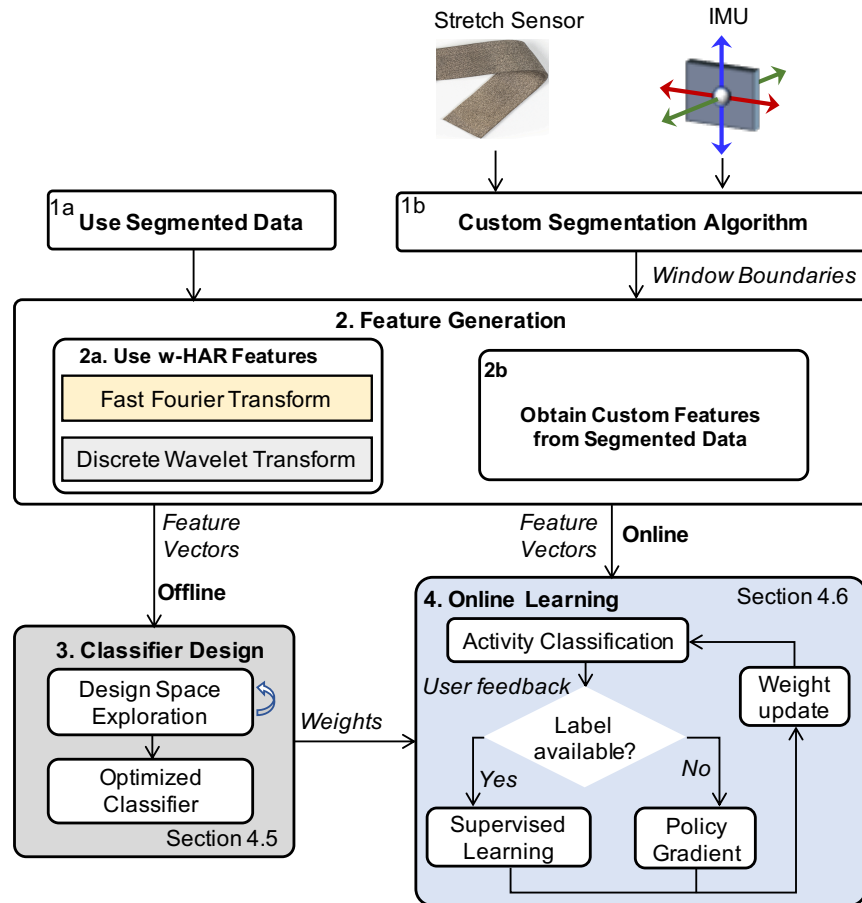 Stretch Sensor
IMU
1a
Use Segmented Data
1b
Custom Segmentation Algorithm
Window Boundaries
2. Feature Generation
2a. Use w-HAR Features
Fast Fourier Transform
Discrete Wavelet Transform
2b
Obtain Custom Features
from Segmented Data
Feature
Vectors
Offline
Feature
Vectors
Online
3. Classifier Design
Design Space
Exploration
Optimized
Classifier
Section 4.5
Weights
4. Online Learning
Section 4.6
Activity Classification
User feedback
Label
available?
Weight
update
Yes
No
Supervised
Learning
Policy
Gradient